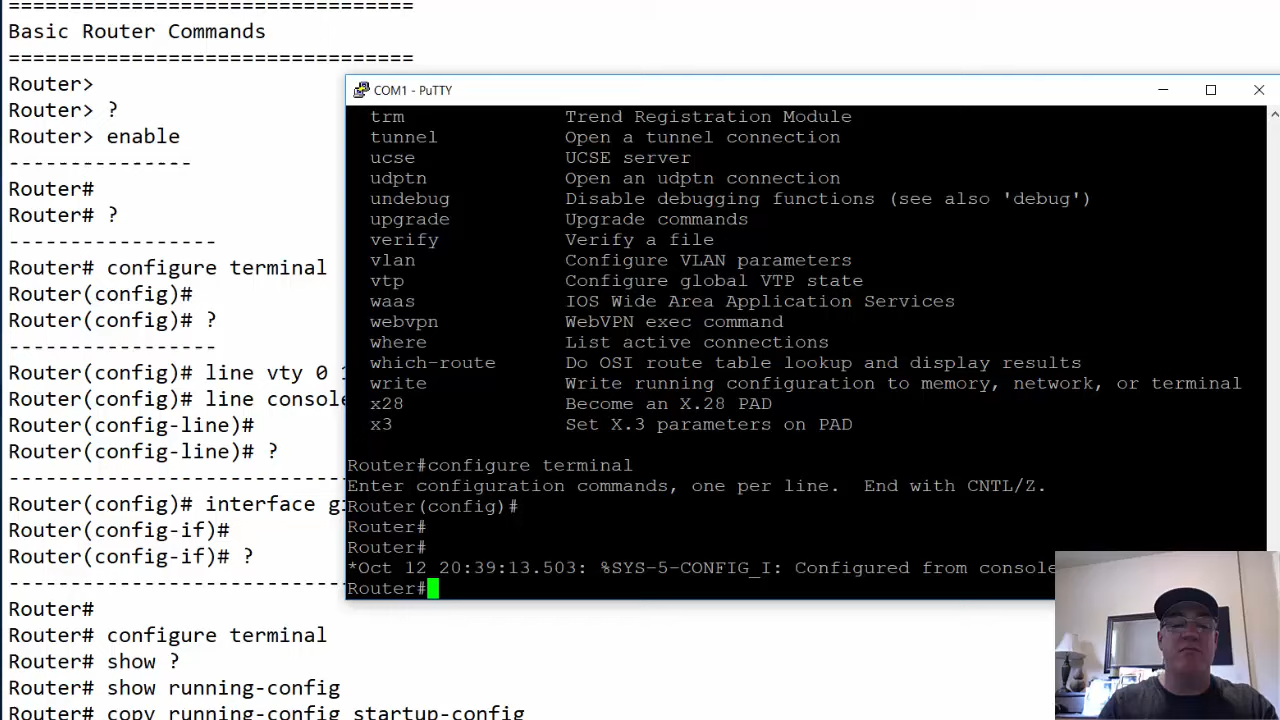 ==================================
Basic Router Commands
==================================
Router>
Router> ?
Router> enable
---------------
Router#
Router# ?
-----------------
Router# configure terminal
Router(config)#
Router(config)# ?
-----------------
Router(config)# line vty 0
Router(config)# line console
Router(config-line)#
Router(config-line)# ?
Router(config)# interface
Router(config-if)#
Router(config-if)# ?
Router#
Router# configure terminal
Router# show ?
Router# show running-config
Router# copy running-config startup-config
COM1 - PuTTY
trm Trend Registration Module
tunnel Open a tunnel connection
ucse UCSE server
udptn Open an udptn connection
undebug Disable debugging functions (see also 'debug')
upgrade Upgrade commands
verify Verify a file
vlan Configure VLAN parameters
vtp Configure global VTP state
waas IOS Wide Area Application Services
webvpn WebVPN exec command
where List active connections
which-route Do OSI route table lookup and display results
write Write running configuration to memory, network, or terminal
x28 Become an X.28 PAD
x3 Set X.3 parameters on PAD
Router#configure terminal
Enter configuration commands, one per line.  End with CNTL/Z.
Router(config)#
Router#
Router#
*Oct 12 20:39:13.503: %SYS-5-CONFIG_I: Configured from console
Router#